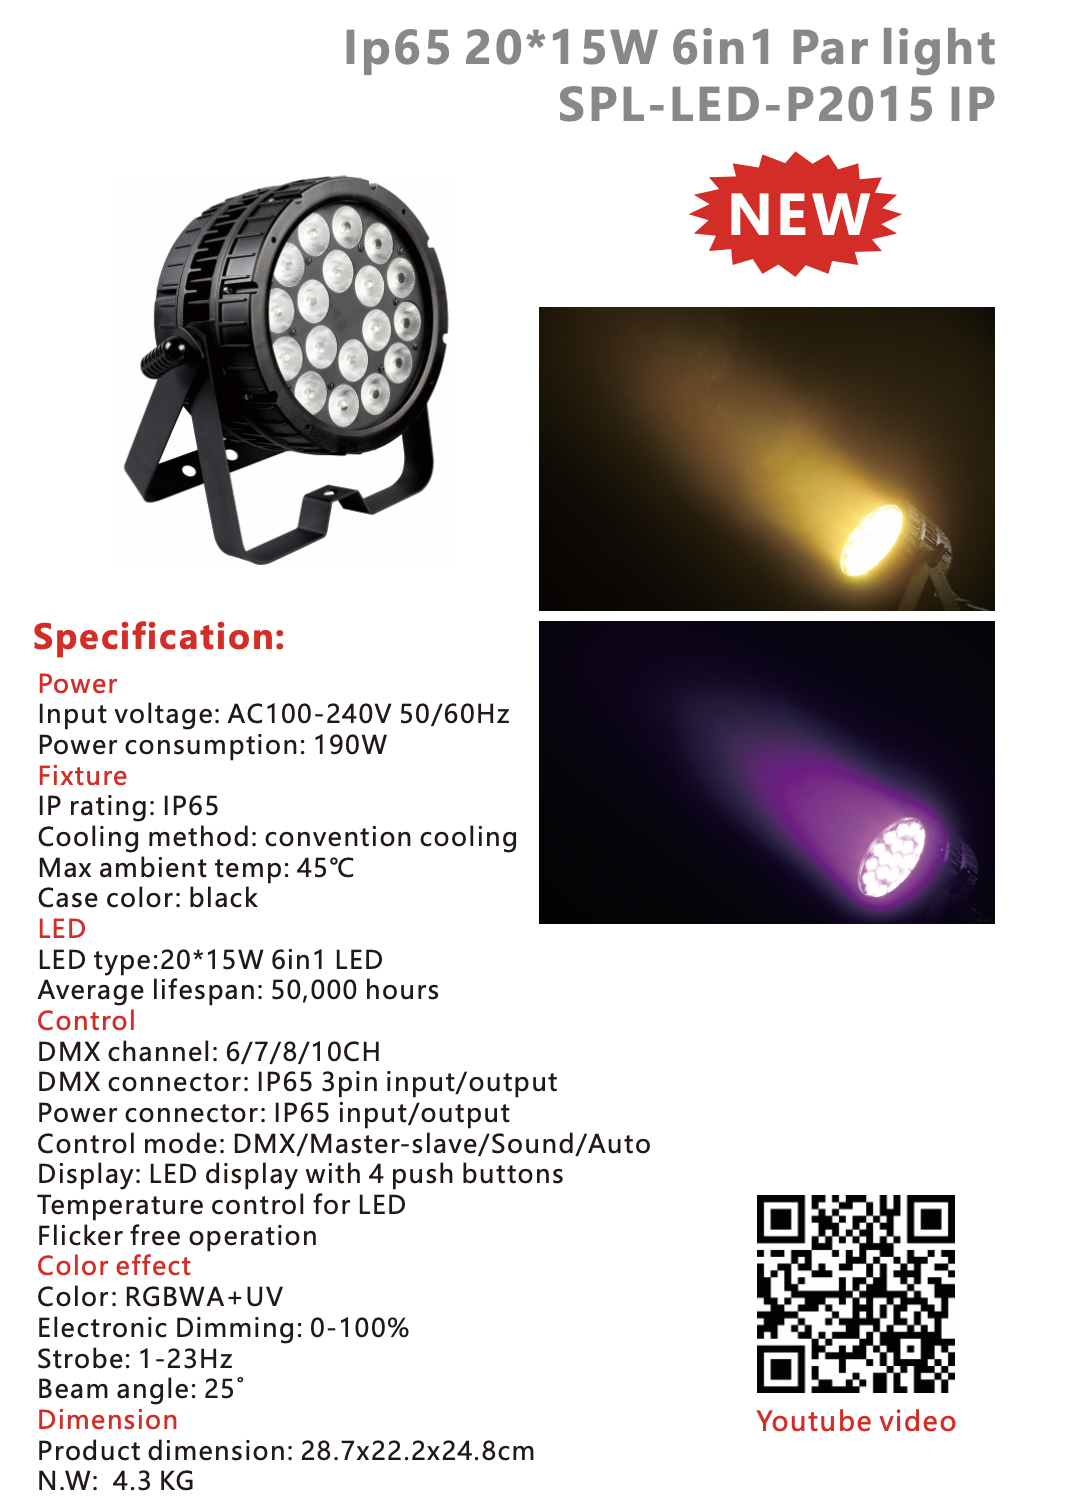 Ip65 20*15W 6in1 Par light
SPL-LED-P2015 IP
NEW
Specification:
Power
Input voltage: AC100-240V 50/60Hz
Power consumption: 190W
Fixture
IP rating: IP65
Cooling method: convention cooling
Max ambient temp: 45℃
Case color: black
LED
LED type:20*15W 6in1 LED
Average lifespan: 50,000 hours
Control
DMX channel: 6/7/8/10CH
DMX connector: IP65 3pin input/output
Power connector: IP65 input/output
Control mode: DMX/Master-slave/Sound/Auto
Display: LED display with 4 push buttons
Temperature control for LED
Flicker free operation
Color effect
Color: RGBWA+UV
Electronic Dimming: 0-100%
Strobe: 1-23Hz
Beam angle: 25°
Dimension
Product dimension: 28.7x22.2x24.8cm
N.W:  4.3 KG
Youtube video